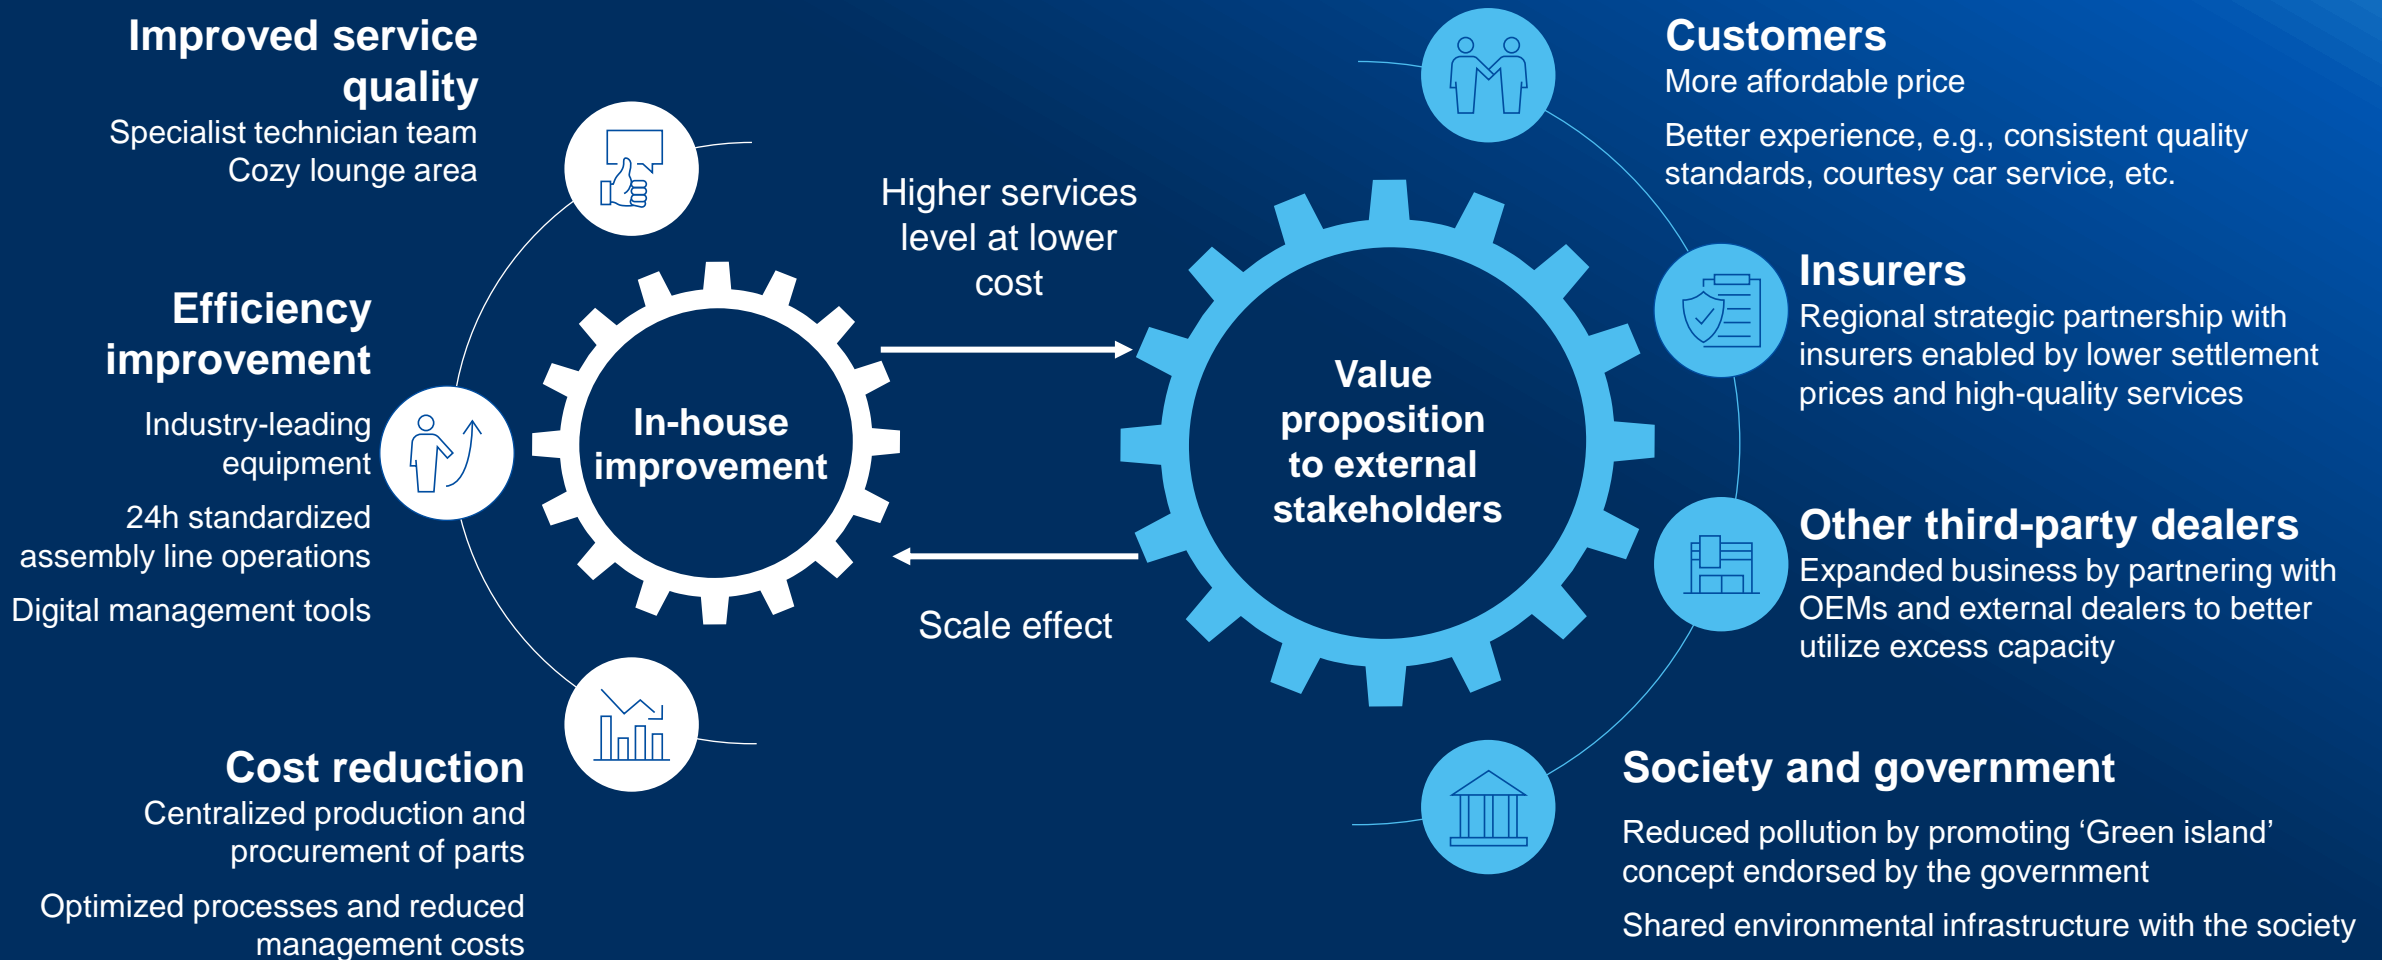 Improved service
quality
Specialist technician team
Cozy lounge area
Efficiency
improvement
Industry-leading
equipment
24h standardized
assembly line operations
Digital management tools
Cost reduction
Centralized production and
procurement of parts
Optimized processes and reduced
management costs
In-house
improvement
Higher services
level at lower
cost
Scale effect
Value
proposition
to external
stakeholders
Customers
More affordable price
Better experience, e.g., consistent quality
standards, courtesy car service, etc.
Insurers
Regional strategic partnership with
insurers enabled by lower settlement
prices and high-quality services
Other third-party dealers
Expanded business by partnering with
OEMs and external dealers to better
utilize excess capacity
Society and government
Reduced pollution by promoting ‘Green island’
concept endorsed by the government
Shared environmental infrastructure with the society